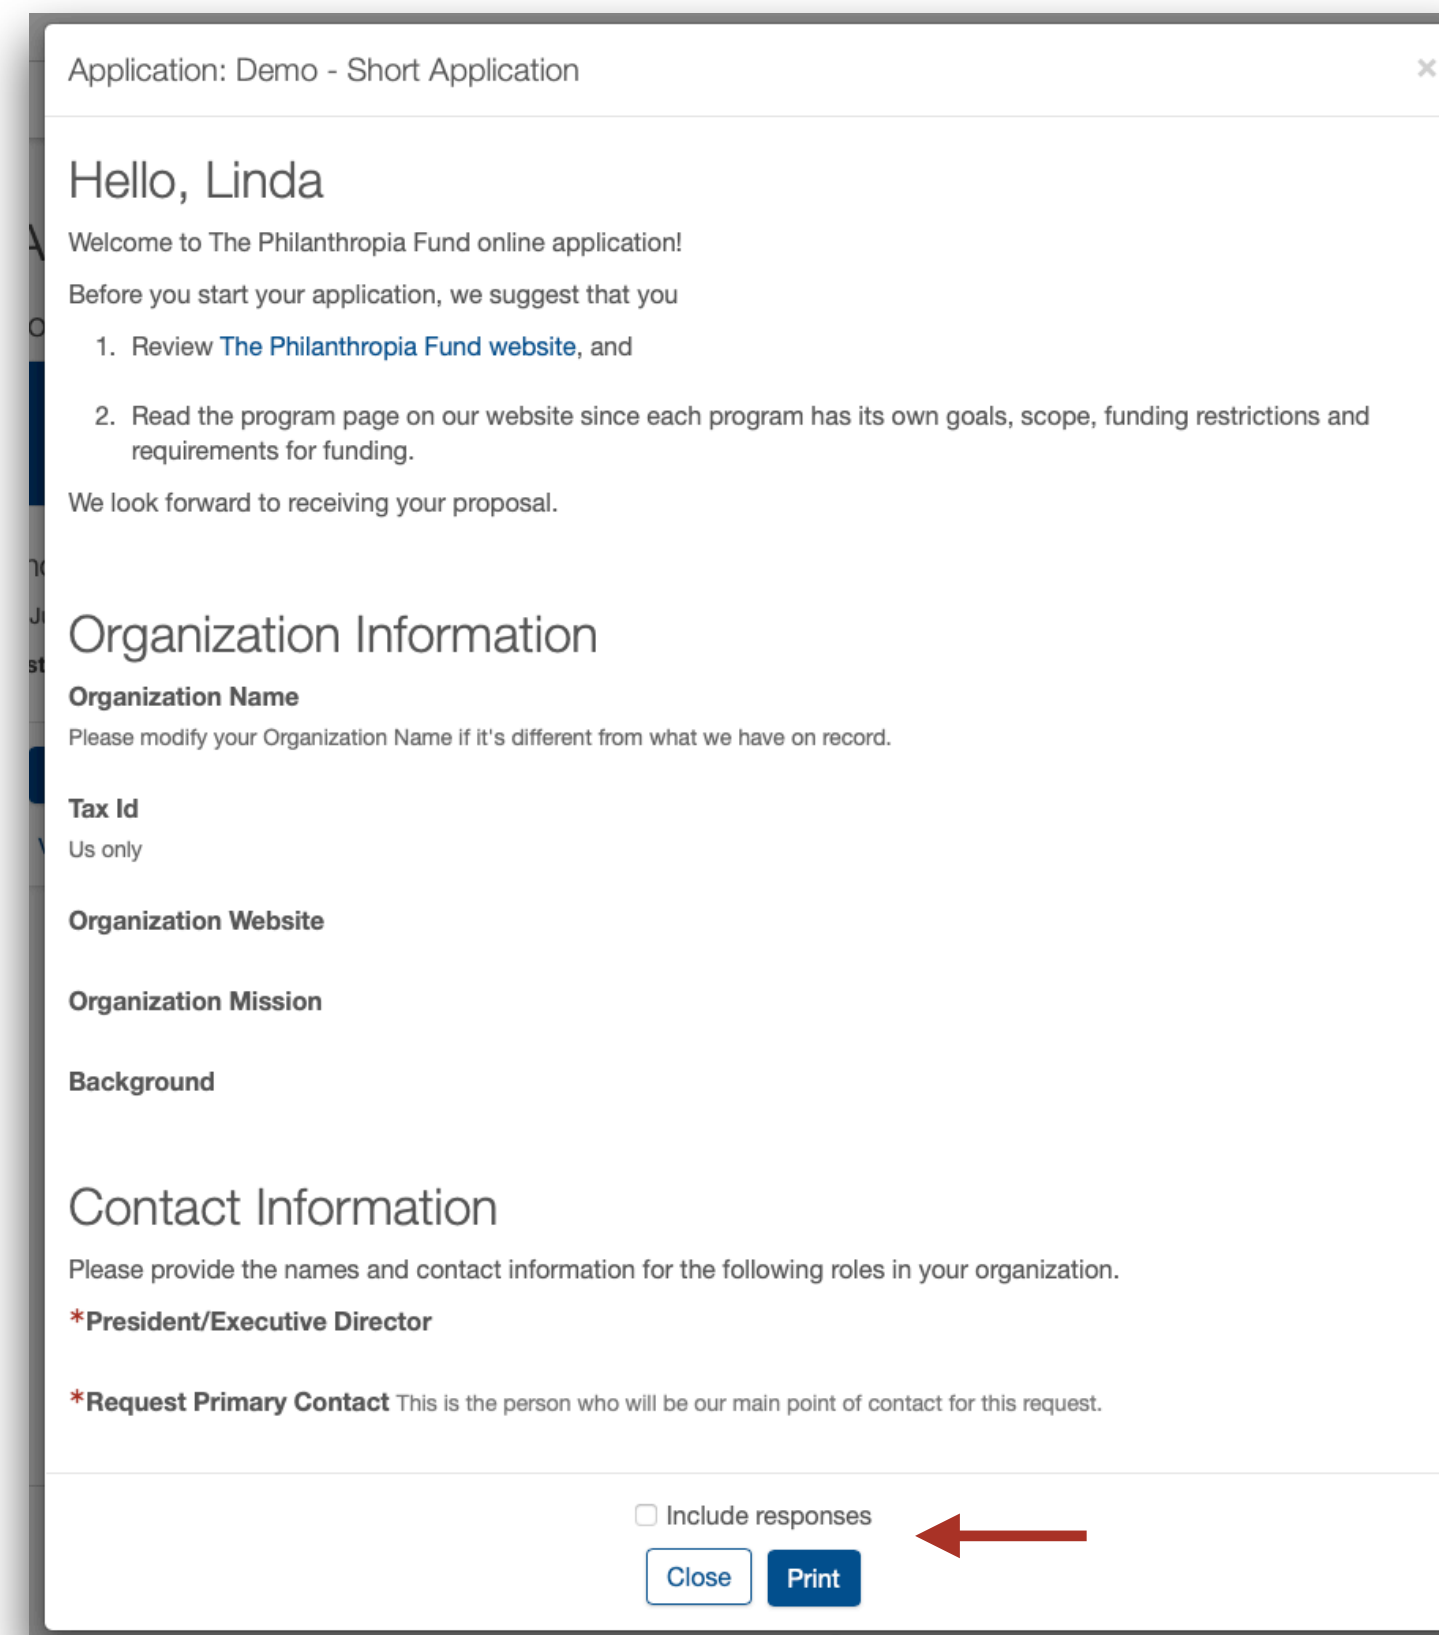 Application: Demo - Short Application
×
Hello, Linda
Welcome to The Philanthropia Fund online application!
Before you start your application, we suggest that you
1. Review The Philanthropia Fund website, and
2. Read the program page on our website since each program has its own goals, scope, funding restrictions and
requirements for funding.
We look forward to receiving your proposal.
Organization Information
Organization Name
Please modify your Organization Name if it's different from what we have on record.
Tax Id
Us only
Organization Website
Organization Mission
Background
Contact Information
Please provide the names and contact information for the following roles in your organization.
*President/Executive Director
*Request Primary Contact This is the person who will be our main point of contact for this request.
Include responses
Close Print